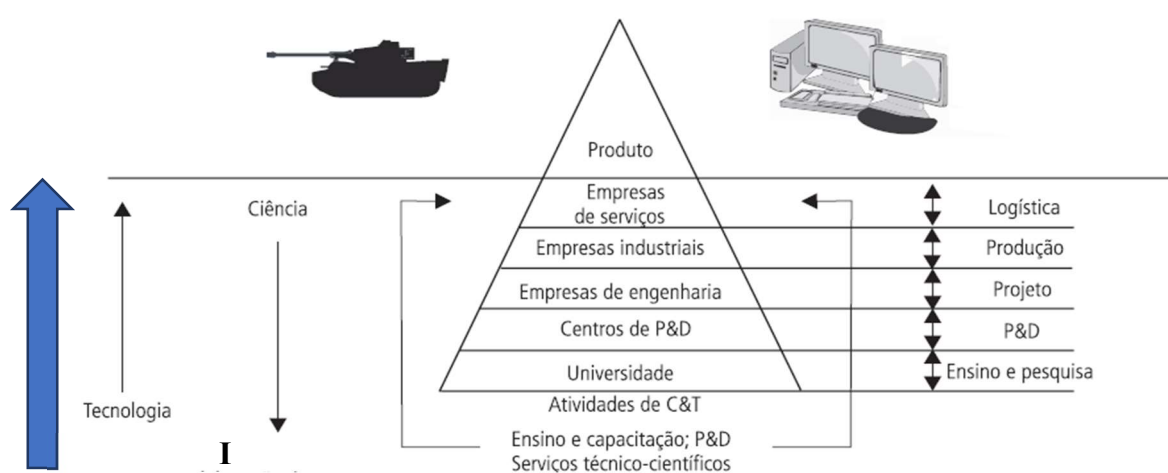 Produto
Ciência
Empresas
de serviços
Logística
Empresas industriais
Produção
Empresas de engenharia
Projeto
Centros de P&D
P&D
Universidade
Ensino e pesquisa
Tecnologia
Atividades de C&T
I
Ensino e capacitação; P&D
Serviços técnico-científicos